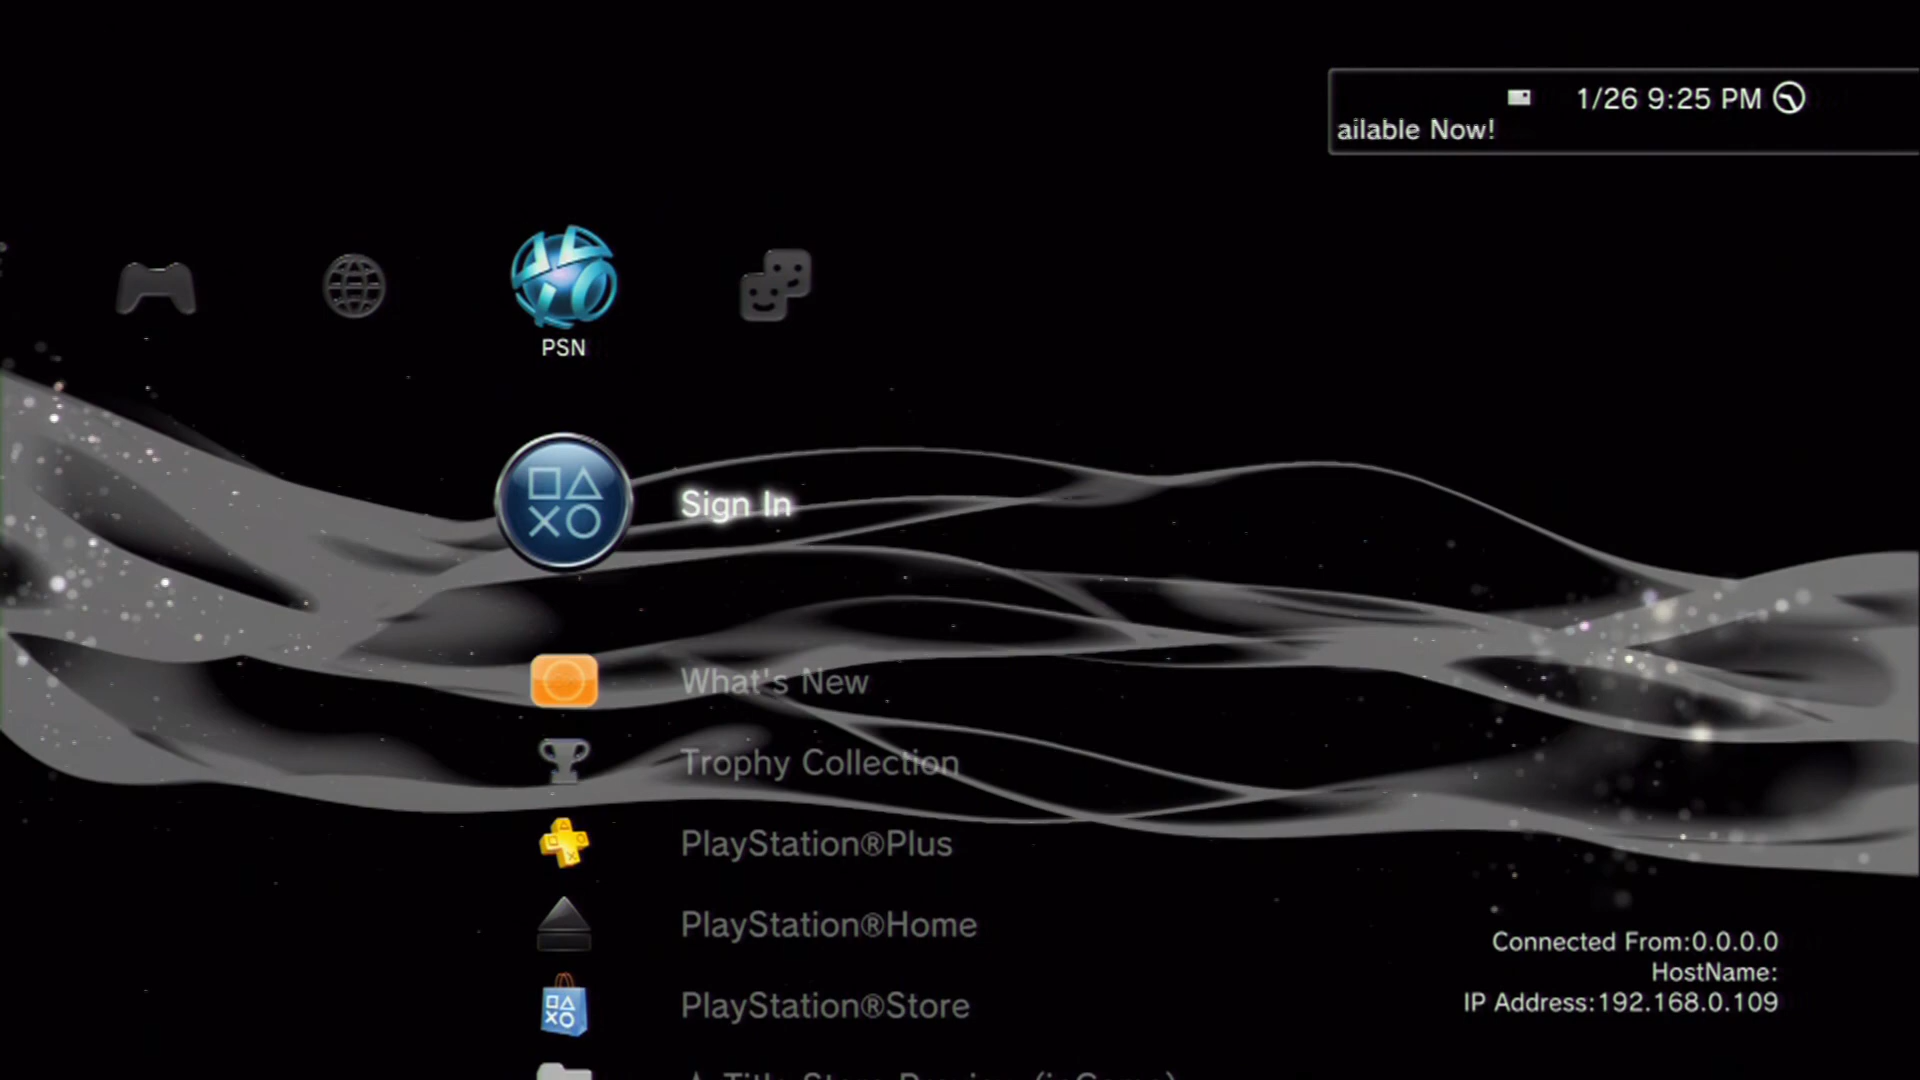 1/26 9:25 PM
ailable Now!
PSN
Sign In
What's New
Trophy Collection
PlayStation®Plus
PlayStation®Home
PlayStation®Store
Connected From:0.0.0.0
HostName:
IP Address:192.168.0.109